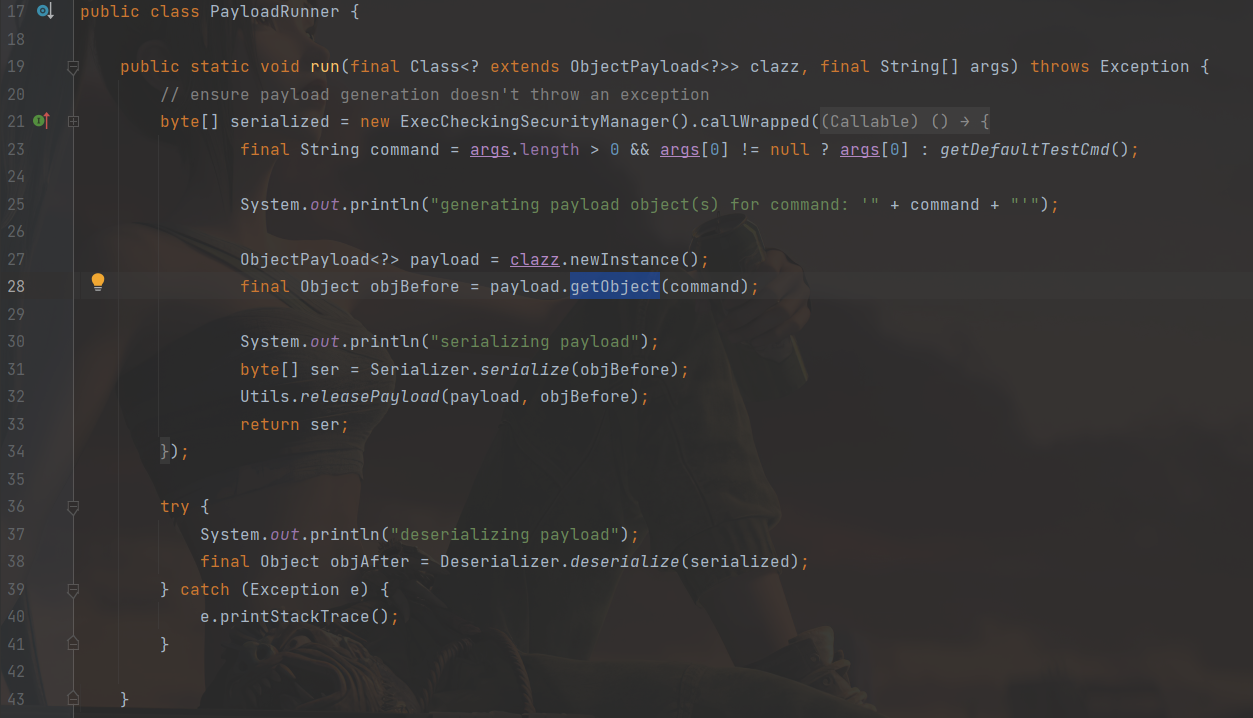 17 public class PayloadRunner {
18
19 public static void run(final Class<? extends ObjectPayload<?>> clazz, final String[] args) throws Exception {
20 // ensure payload generation doesn't throw an exception
21 byte[] serialized = new ExecCheckingSecurityManager().callWrapped((Callable) () → {
23 final String command = args.length > 0 && args[0] != null ? args[0] : getDefaultTestCmd();
24
25 System.out.println("generating payload object(s) for command: '" + command + "'");
26
27 ObjectPayload<?> payload = clazz.newInstance();
28 final Object objBefore = payload.getObject(command);
29
30 System.out.println("serializing payload");
31 byte[] ser = Serializer.serialize(objBefore);
32 Utils.releasePayload(payload, objBefore);
33 return ser;
34 });
35
36 try {
37 System.out.println("deserializing payload");
38 final Object objAfter = Deserializer.deserialize(serialized);
39 } catch (Exception e) {
40 e.printStackTrace();
41 }
42
43 }